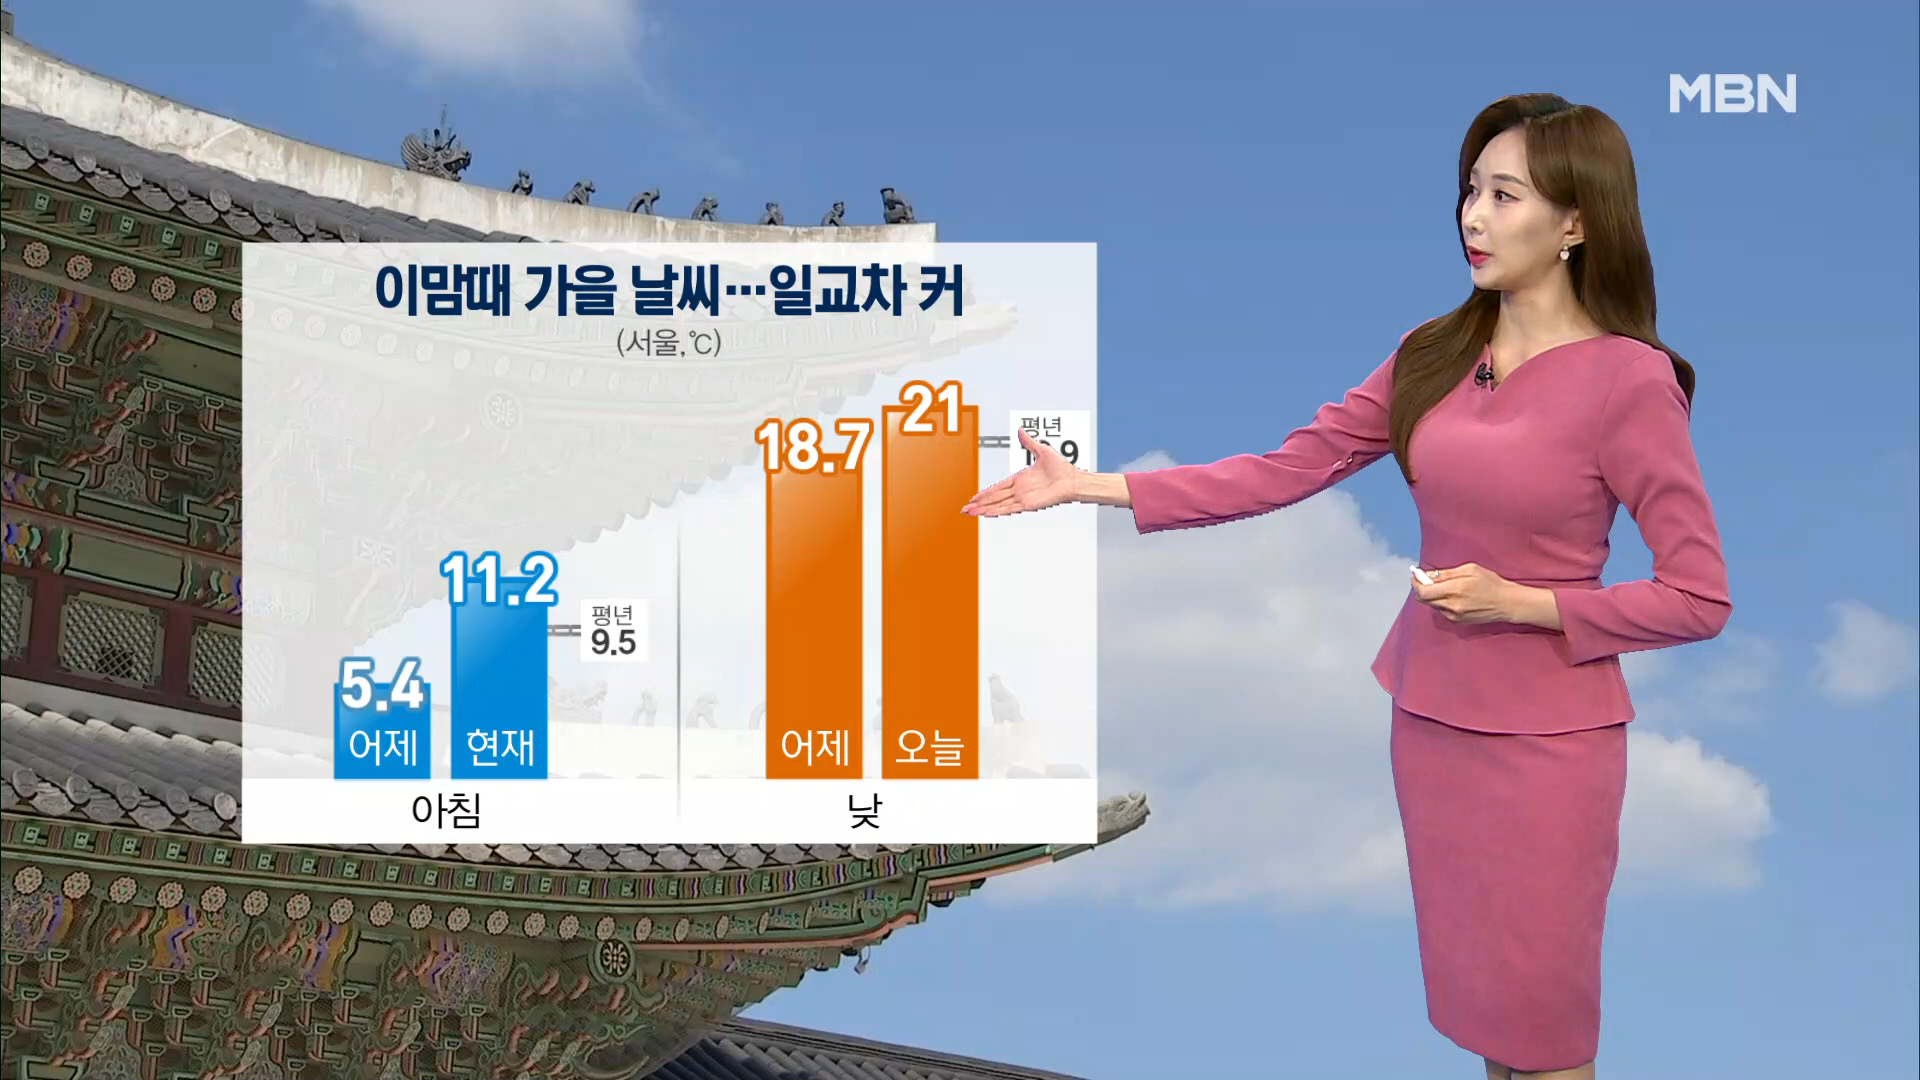 MBN
이맘때 가을 날씨…일교차 커
(서울,℃)
5.4
11.2
평년
9.5
18.7
21
평년
어제
현재
어제
오늘
아침
낮